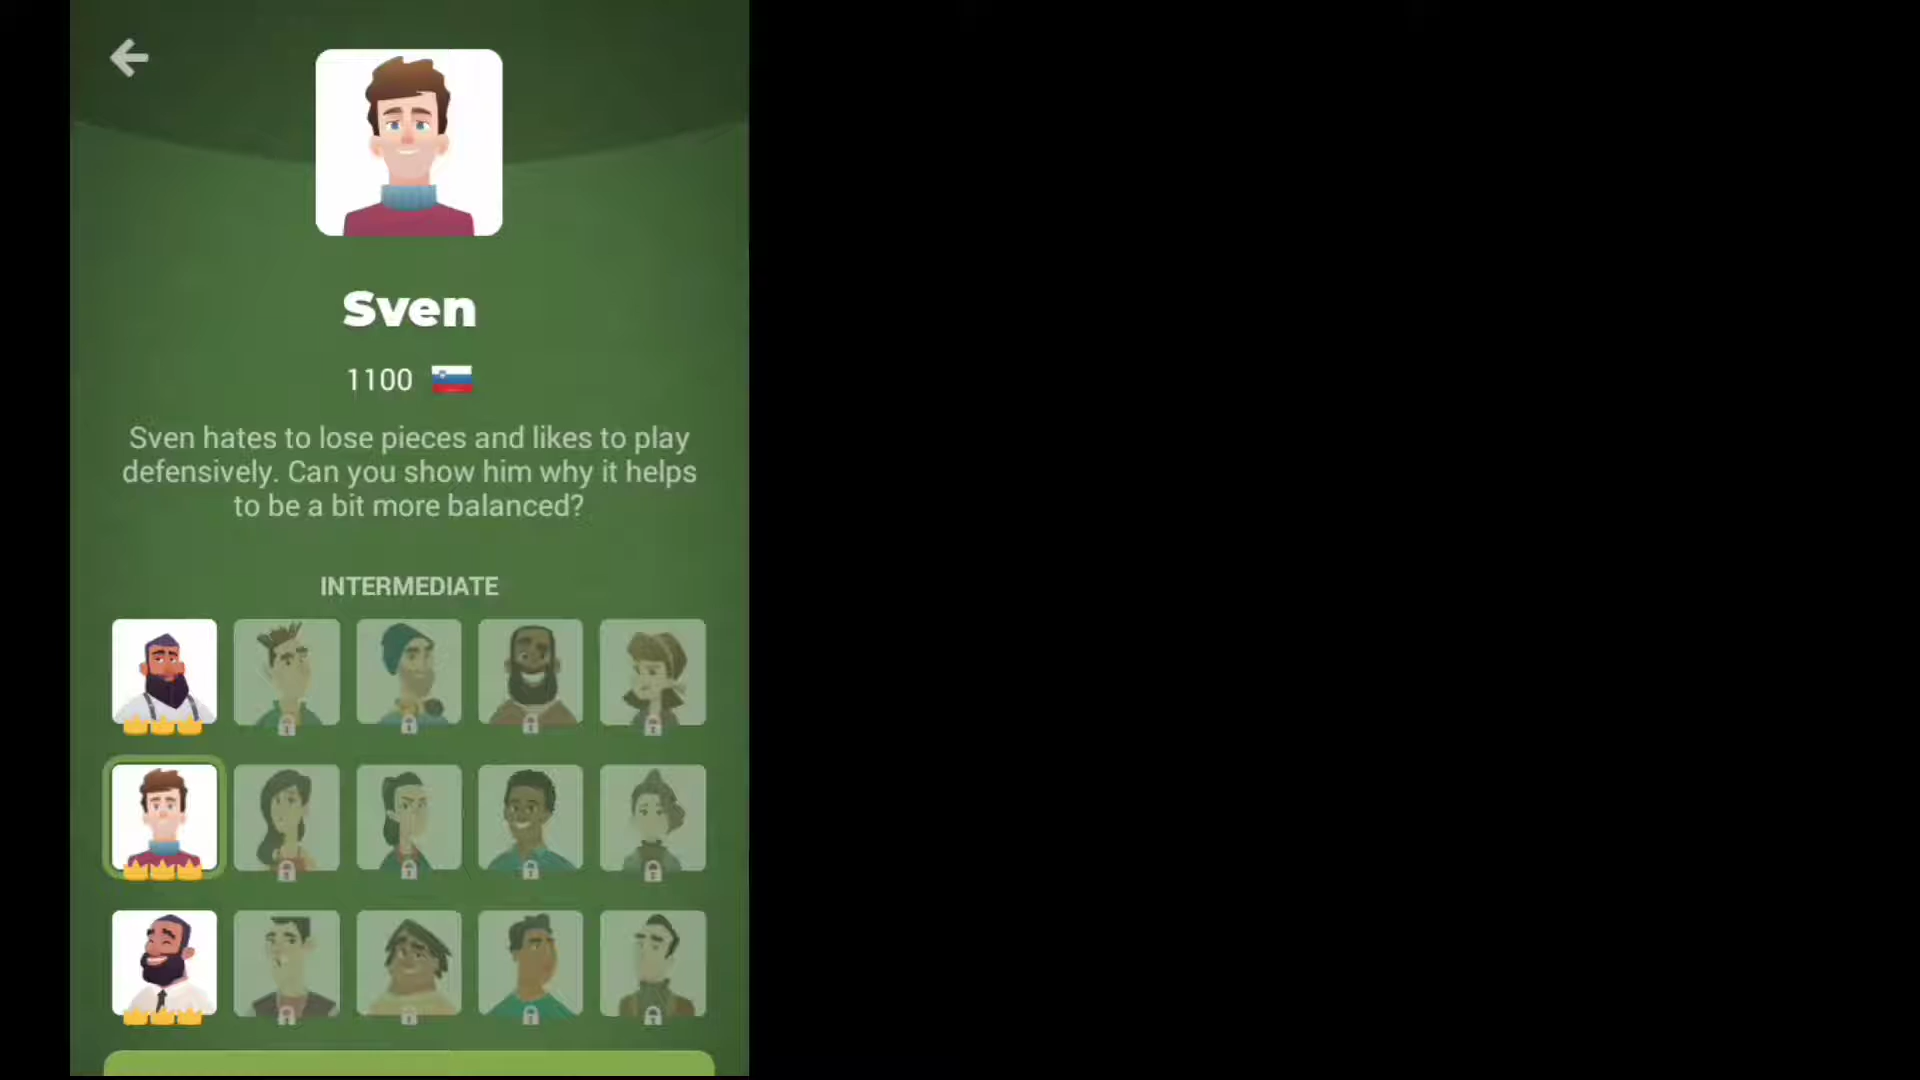 Sven
1100
Sven hates to lose pieces and likes to play
defensively. Can you show him why it helps
to be a bit more balanced?
INTERMEDIATE